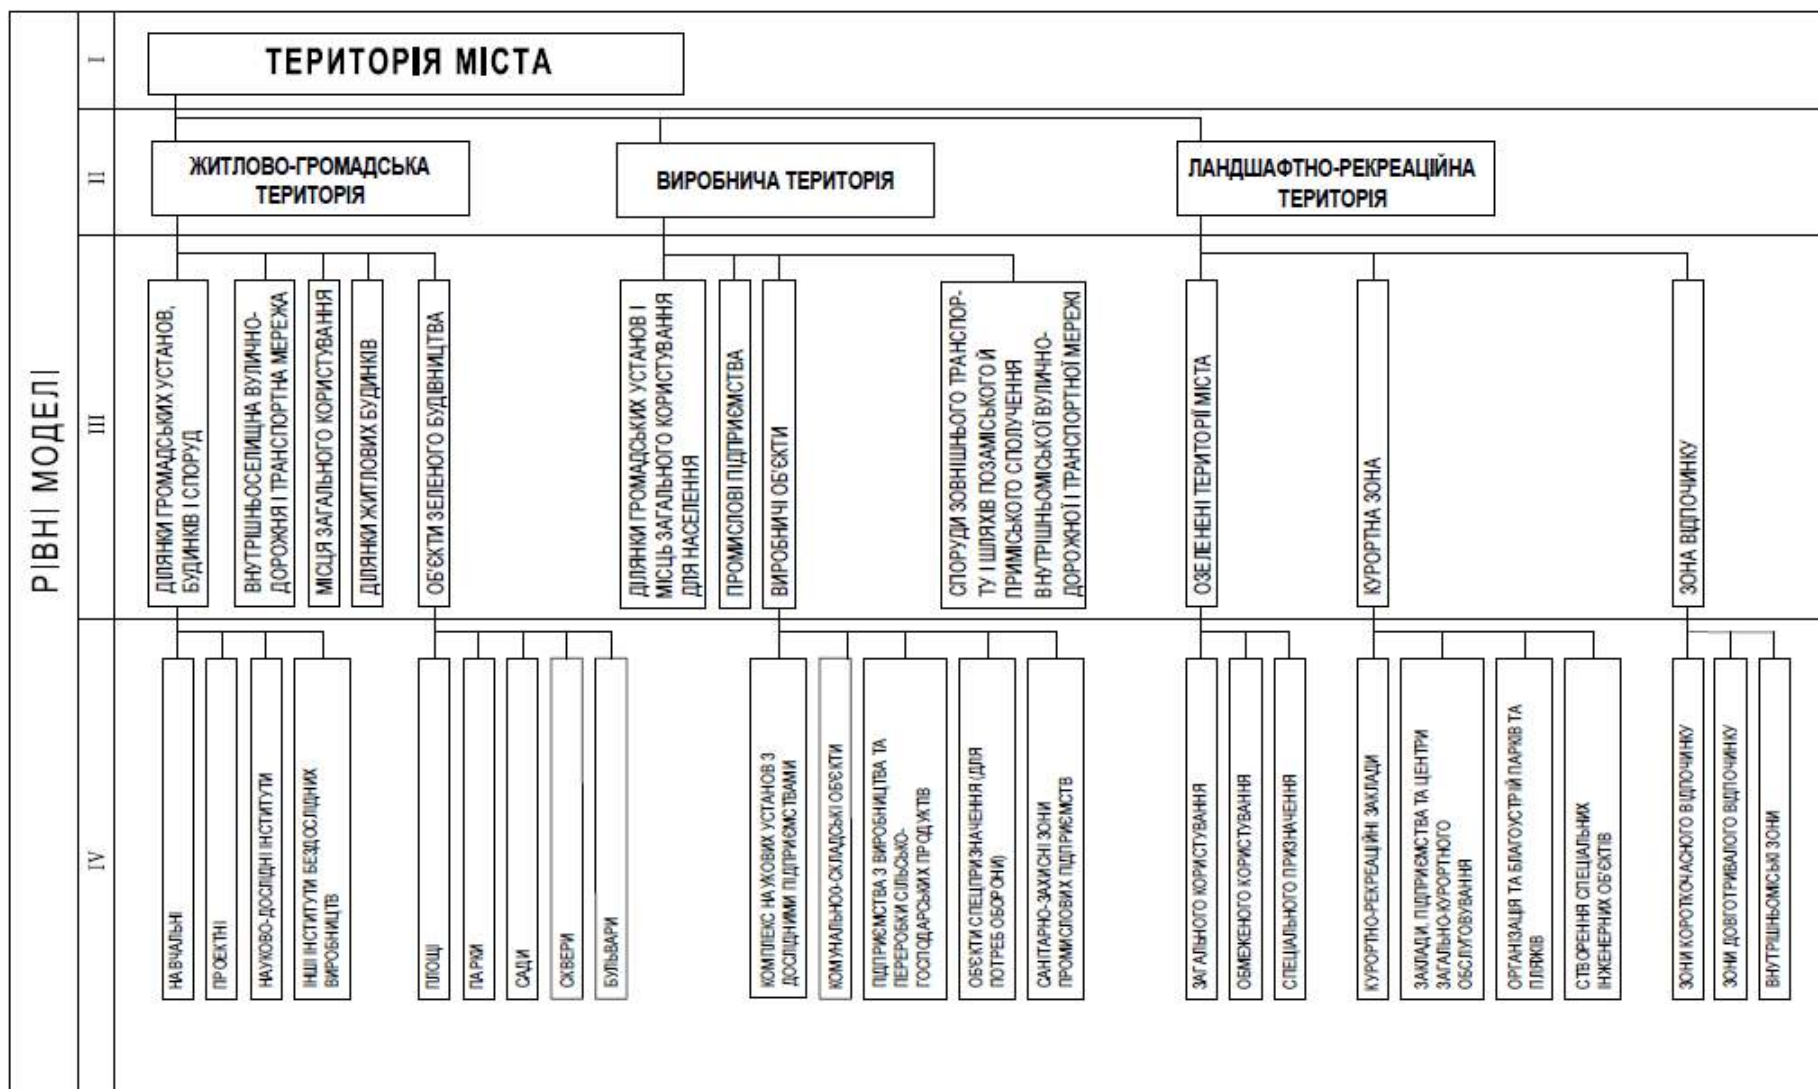 РІВНІ МОДЕЛІ
I
ТЕРИТОРІЯ МІСТА
II
ЖИТЛОВО-ГРОМАДСЬКА
ТЕРИТОРІЯ
ВИРОБНИЧА ТЕРИТОРІЯ
ЛАНДШАФТНО-РЕКРЕАЦІЙНА
ТЕРИТОРІЯ
III
ДІЛЯНКИ ГРОМАДСЬКИХ УСТАНОВ,
БУДИНКІВ І СПОРУД
ВНУТРІШНЬОСЕЛИЩНА ВУЛИЧНО-
ДОРОЖНЯ І ТРАНСПОРТНА МЕРЕЖА
МІСЦЯ ЗАГАЛЬНОГО КОРИСТУВАННЯ
ДІЛЯНКИ ЖИТЛОВИХ БУДИНКІВ
ОБ'ЄКТИ ЗЕЛЕНОГО БУДІВНИЦТВА
ДІЛЯНКИ ГРОМАДСЬКИХ УСТАНОВ І
МІСЦЬ ЗАГАЛЬНОГО КОРИСТУВАННЯ
ДЛЯ НАСЕЛЕННЯ
ПРОМИСЛОВІ ПІДПРИЄМСТВА
ВИРОБНИЧІ ОБ'ЄКТИ
СПОРУДИ ЗОВНІШНЬОГО ТРАНСПОР-
ТУ І ШЛЯХІВ ПОЗАМІСЬКОГО Й
ПРИМІСЬКОГО СПОЛУЧЕННЯ
ВНУТРІШНЬОМІСЬКОЇ ВУЛИЧНО-
ДОРОЖНОЇ І ТРАНСПОРТНОЇ МЕРЕЖІ
ОЗЕЛЕНЕНІ ТЕРИТОРІЇ МІСТА
КУРОРТНА ЗОНА
ЗОНА ВІДПОЧИНКУ
IV
НАВЧАЛЬНІ
ПРОЕКТНІ
НАУКОВО-ДОСЛІДНІ ІНСТИТУТИ
ІНШІ ІНСТИТУТИ БЕЗ ДОСЛІДНИХ
ВИРОБНИЦТВ
ПЛОЩІ
ПАРКИ
САДИ
СКВЕРИ
БУЛЬВАРИ
КОМПЛЕКС НАУКОВИХ УСТАНОВ З
ДОСЛІДНИМИ ПІДПРИЄМСТВАМИ
КОМУНАЛЬНО-СКЛАДСЬКІ ОБ'ЄКТИ
ПІДПРИЄМСТВА З ВИРОБНИЦТВА ТА
ПЕРЕРОБКИ СІЛЬСЬКО-
ГОСПОДАРСЬКИХ ПРОДУКТІВ
ОБ'ЄКТИ СПЕЦПРИЗНАЧЕННЯ (ДЛЯ
ПОТРЕБ ОБОРОНИ)
САНІТАРНО-ЗАХИСНІ ЗОНИ
ПРОМИСЛОВИХ ПІДПРИЄМСТВ
ЗАГАЛЬНОГО КОРИСТУВАННЯ
ОБМЕЖЕНОГО КОРИСТУВАННЯ
СПЕЦІАЛЬНОГО ПРИЗНАЧЕННЯ
КУРОРТНО-РЕКРЕАЦІЙНІ ЗАКЛАДИ
ЗАКЛАДИ, ПІДПРИЄМСТВА ТА ЦЕНТРИ
ЗАГАЛЬНО-КУРОРТНОГО
ОБСЛУГОВУВАННЯ
ОРГАНІЗАЦІЯ ТА БЛАГОУСТРІЙ ПАРКІВ ТА
ПЛЯЖІВ
СТВОРЕННЯ СПЕЦІАЛЬНИХ
ІНЖЕНЕРНИХ ОБ'ЄКТІВ
ЗОНИ КОРОТКОЧАСНОГО ВІДПОЧИНКУ
ЗОНИ ДОВГОТРИВАЛОГО ВІДПОЧИНКУ
ВНУТРІШНЬОМІСЬКІ ЗОНИ